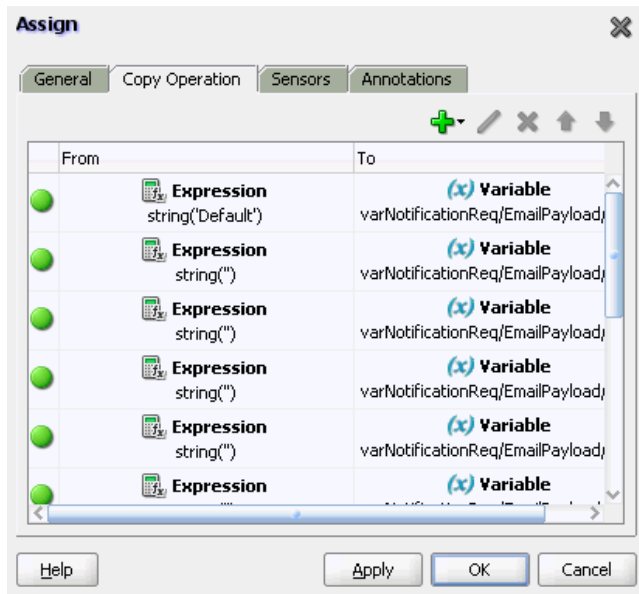 Assign
General Copy Operation Sensors Annotations
From To
Expression (x) Variable
string('Default') varNotificationReq/EmailPayload/
Expression (x) Variable
string('') varNotificationReq/EmailPayload/
Expression (x) Variable
string('') varNotificationReq/EmailPayload/
Expression (x) Variable
string('') varNotificationReq/EmailPayload/
Expression (x) Variable
string('') varNotificationReq/EmailPayload/
Expression (x) Variable
Help Apply OK Cancel